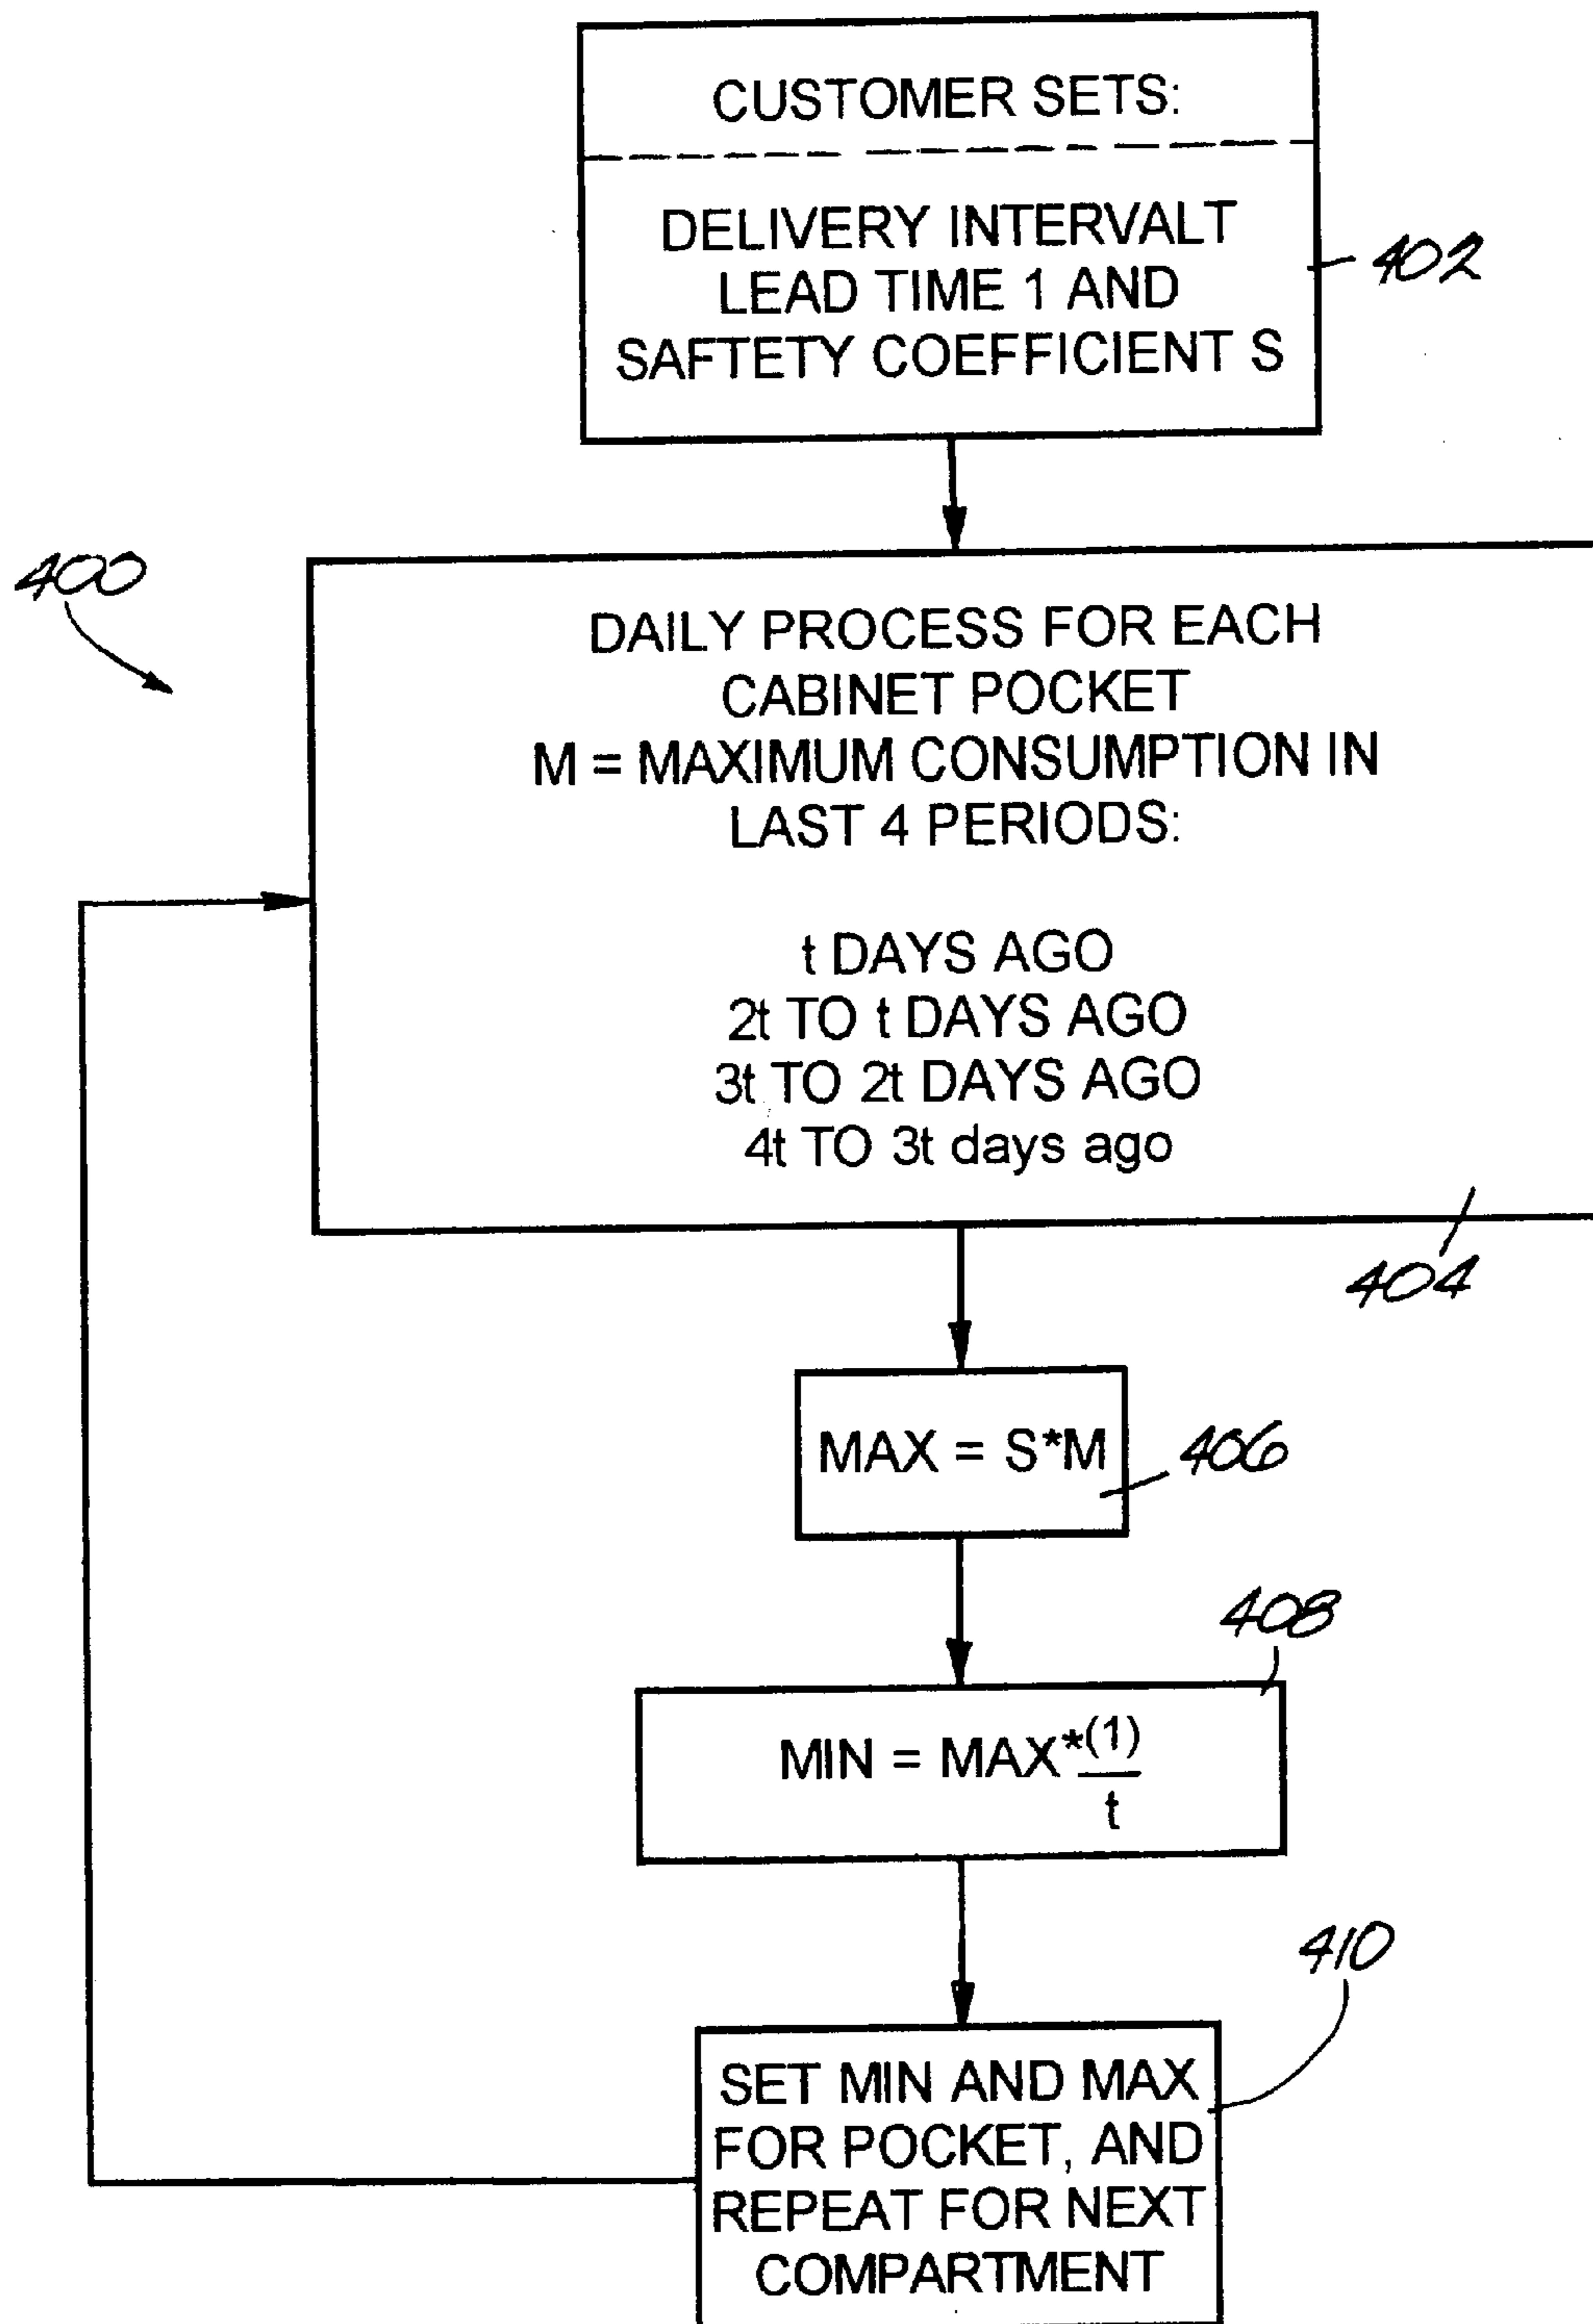 CUSTOMER SETS:
DELIVERY INTERVALT
LEAD TIME 1 AND
SAFTETY COEFFICIENT S
402
400
DAILY PROCESS FOR EACH
CABINET POCKET
M = MAXIMUM CONSUMPTION IN
LAST 4 PERIODS:
t DAYS AGO
2t TO t DAYS AGO
3t TO 2t DAYS AGO
4t TO 3t days ago
404
MAX = S*M
406
408
MIN = MAX*(1)
t
410
SET MIN AND MAX
FOR POCKET, AND
REPEAT FOR NEXT
COMPARTMENT